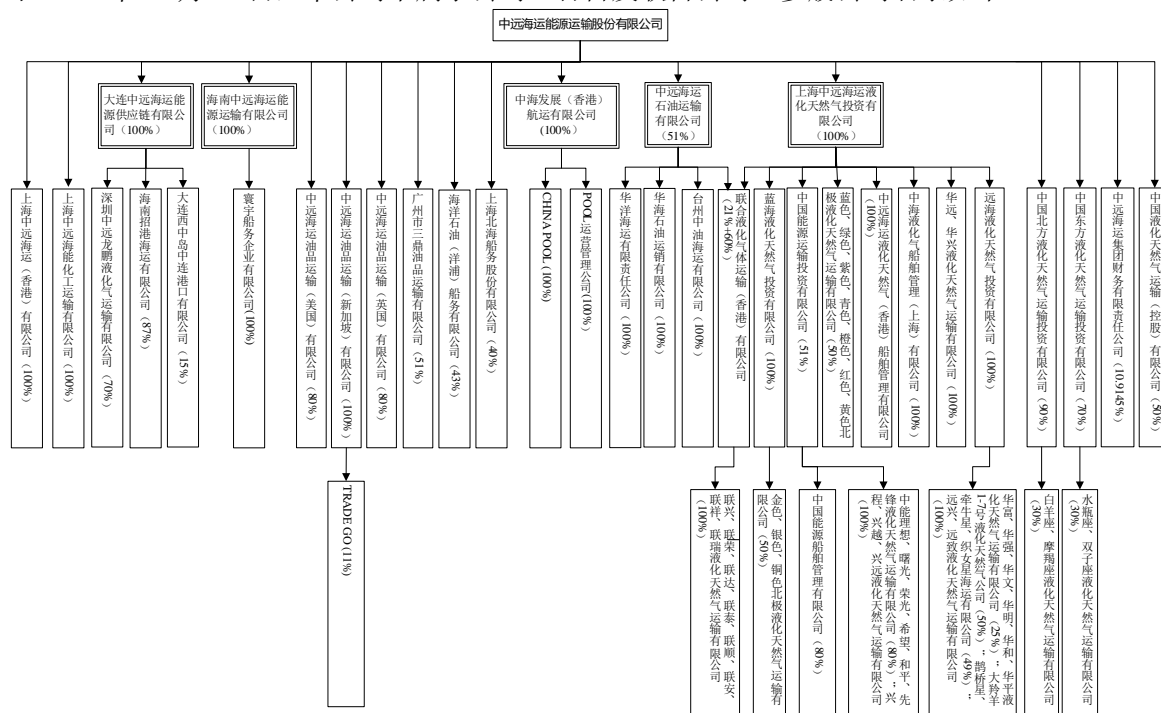 中远海运能源运输股份有限公司
大连中远海运能
源供应链有限公
司（100%）
海南中远海运能
源运输有限公司
（100%）
中海发展（香港）
航运有限公司
(100%）
中远海运
石油运输
有限公司
（51%）
上海中远海运液
化天然气投资有
限公司
（100%）
上海中远海运（香港）有限公司（100%）
上海中远海能化工运输有限公司（100%）
深圳中远龙鹏液化气运输有限公司（70%）
海南招港海运有限公司（87%）
大连西中岛中连港口有限公司（15%）
寰宇船务企业有限公司(100%）
中远海运油品运输（美国）有限公司（80%）
中远海运油品运输（新加坡）有限公司（100%）
中远海运油品运输（英国）有限公司（80%）
广州市三鼎油品运输有限公司（51%）
海洋石油（洋浦）船务有限公司（43%）
上海北海船务股份有限公司（40%）
CHINA POOL (100%）
POOL运营管理公司(100%）
华洋海运有限责任公司（100%）
华海石油运销有限公司（100%）
台州中油海运有限公司（100%）
联合液化气体运输（香港）有限公司
（21%+60%）
蓝海液化天然气投资有限公司（100%）
中国能源运输投资有限公司（51%）
蓝色、绿色、紫色、青色、橙色、红色、黄色北
极液化天然气运输有限公司（50%）
中远海运液化天然气（香港）船舶管理有限公司
（100%）
中海液化气船舶管理（上海）有限公司（100%）
华远、华兴液化天然气运输有限公司（100%）
远海液化天然气投资有限公司（100%）
中国北方液化天然气运输投资有限公司（90%）
中国东方液化天然气运输投资有限公司（70%）
中远海运集团财务有限责任公司（10.9145%）
中国液化天然气运输（控股）有限公司（50%）
TRADE GO (11%）
联兴、联荣、联达、联泰、联顺、联安、
联祥、联瑞液化天然气运输有限公司
（100%）
金色、银色、铜色北极液化天然气运输有
限公司（50%）
中国能源船舶管理有限公司（80%）
中能理想、曙光、荣光、希望、和平、先
锋液化天然气运输有限公司（80%）“兴
程、兴越、兴远液化天然气运输有限公司
（100%）
华富、华强、华文、华明、华和、华平液
化天然气运输有限公司（25%）“大羚羊
1-7号液化天然气公司（50%）“鹊桥星、
牵牛星、织女星海运有限公司（49%）“
远兴、远致液化天然气运输有限公司
（100%）
白羊座、摩羯座液化天然气运输有限公司
（30%）
水瓶座、双子座液化天然气运输有限公司
（30%）